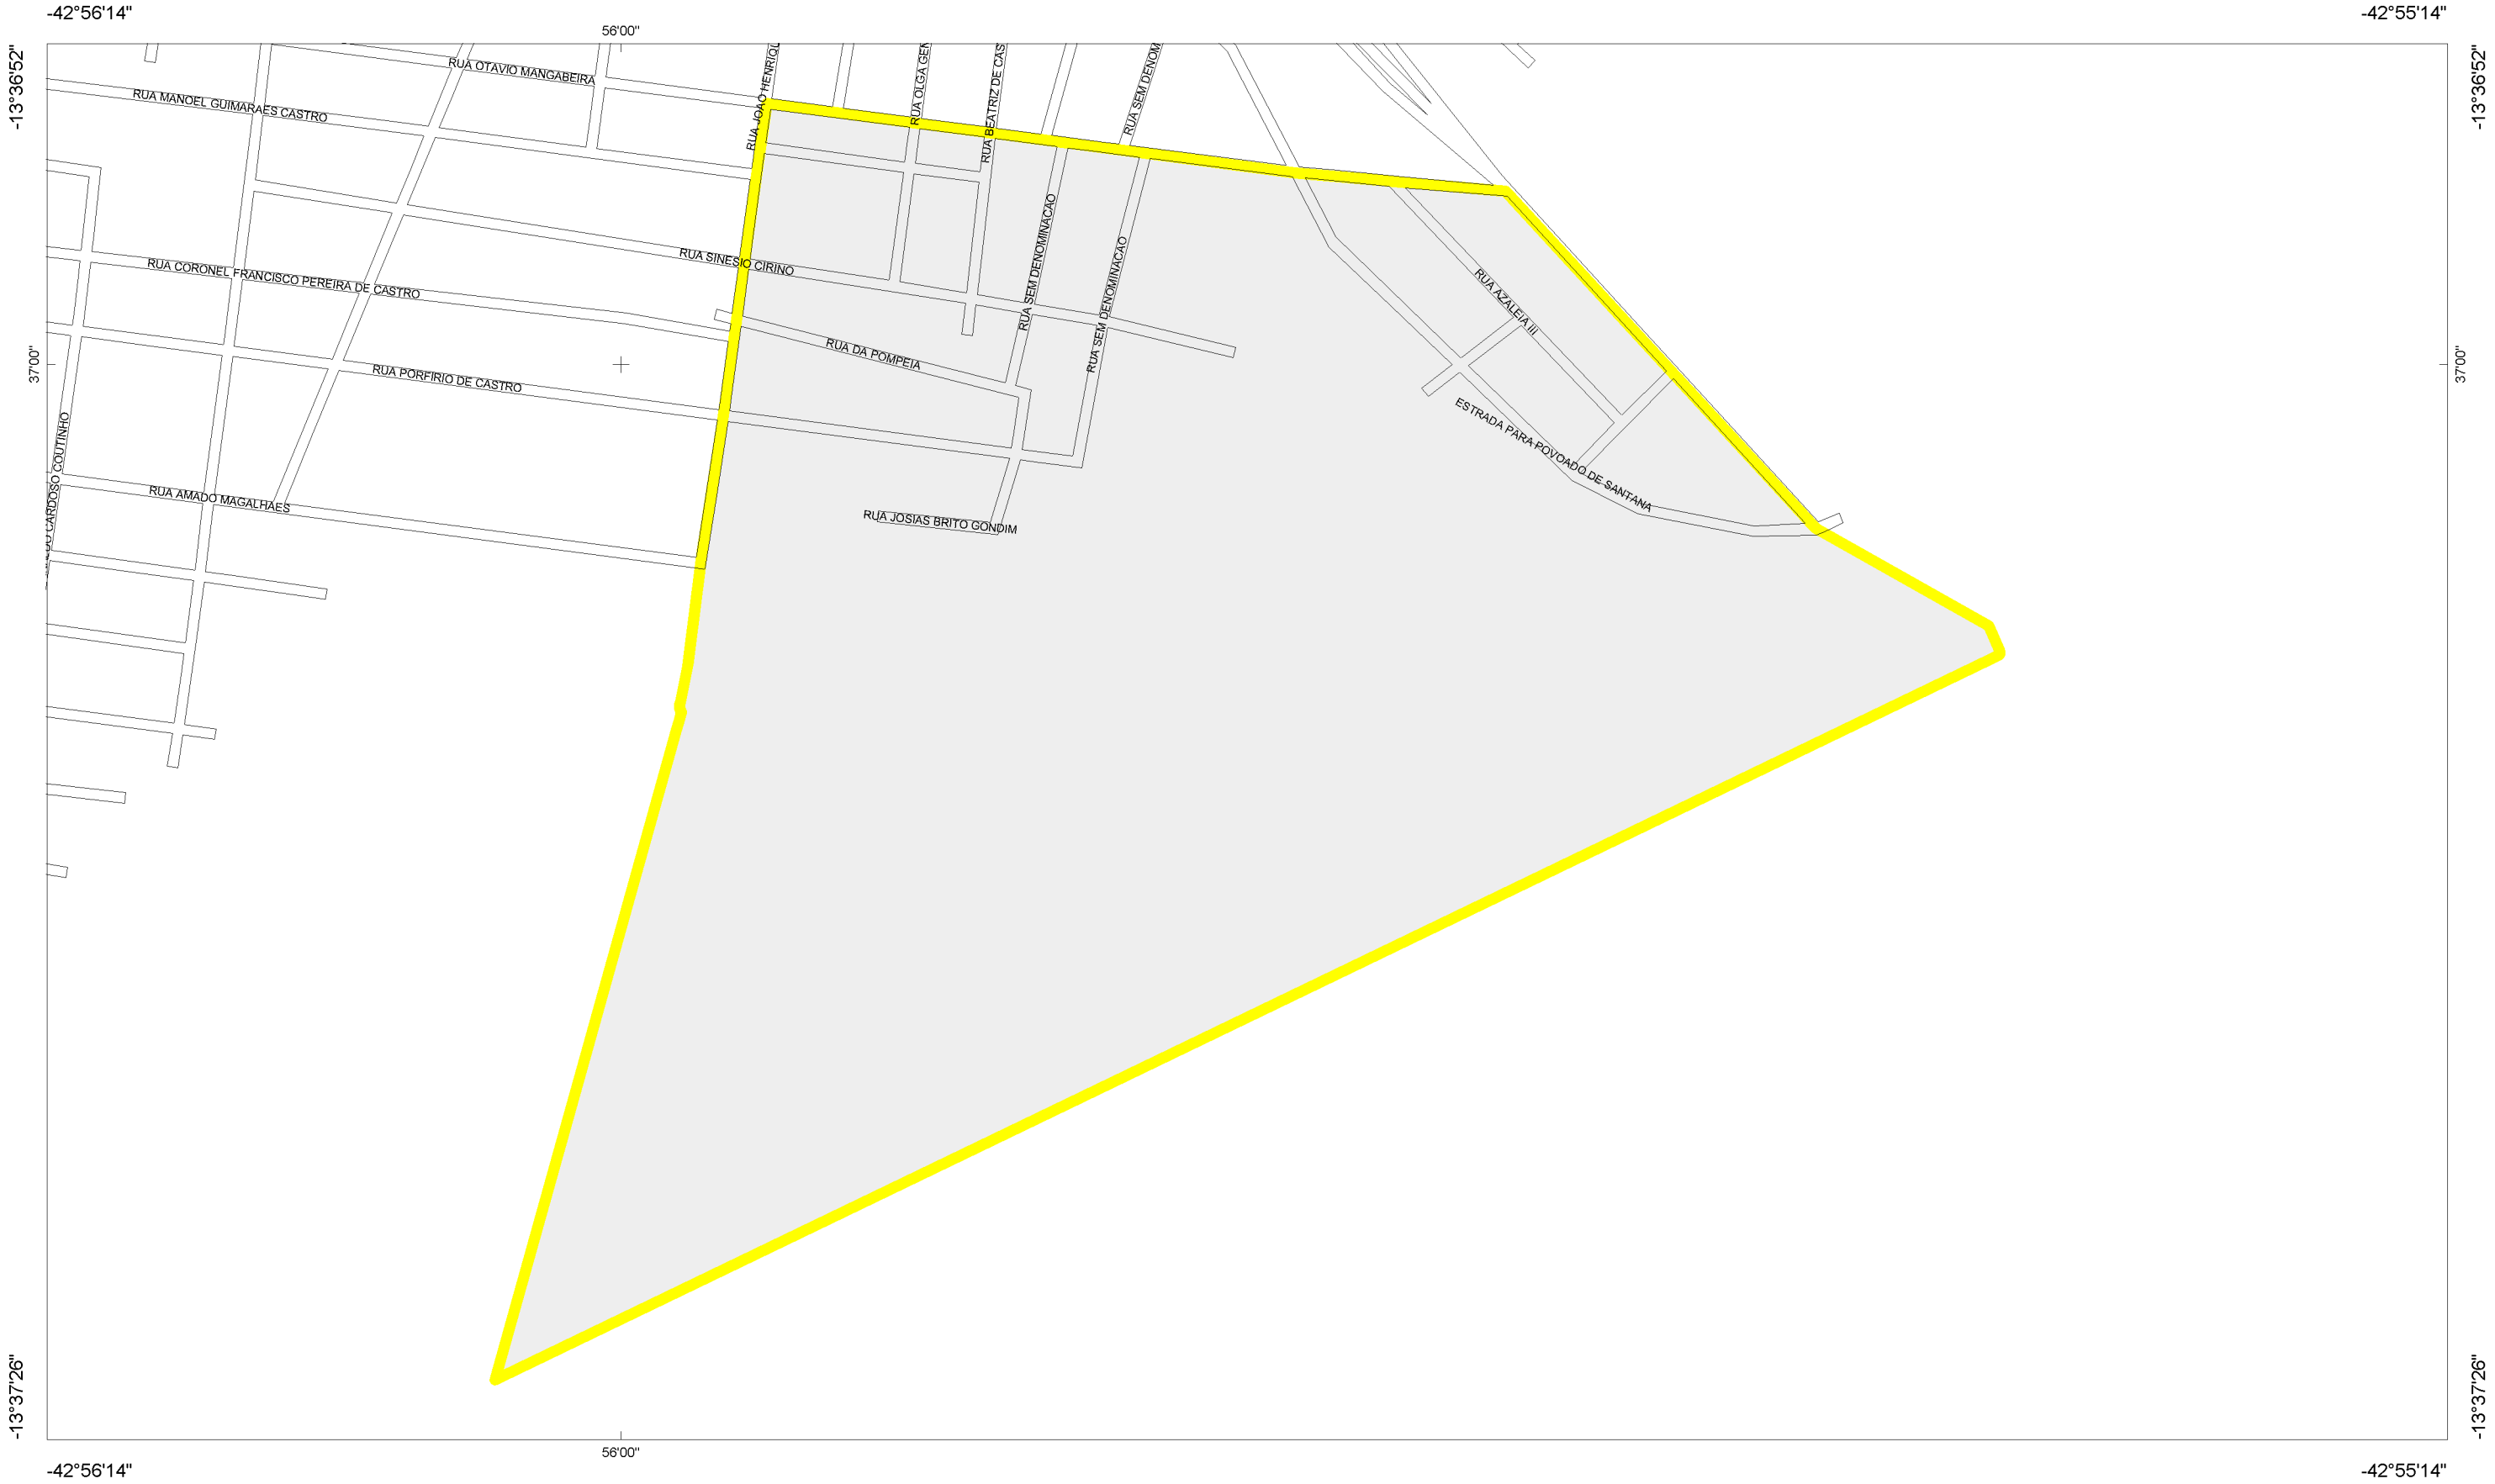 -42°56'14"
-42°55'14"
56'00"
-13°36'52"
-13°36'52"
RUA OTAVIO MANGABEIRA
RUA MANOEL GUIMARAES CASTRO
RUA JOAO HENRIQU
RUA OLGA GEN
RUA BEATRIZ DE CAS
RUA SEM DENOM
RUA SEM DENOMINACAO
RUA SEM DENOMINACAO
RUA SINESIO CIRINO
RUA CORONEL FRANCISCO PEREIRA DE CASTRO
RUA AZALEIA III
37'00"
37'00"
RUA DA POMPEIA
RUA PORFIRIO DE CASTRO
ESTRADA PARA POVOADO DE SANTANA
CARDOSO COUTINHO
RUA AMADO MAGALHAES
RUA JOSIAS BRITO GONDIM
-13°37'26"
-13°37'26"
56'00"
-42°56'14"
-42°55'14"